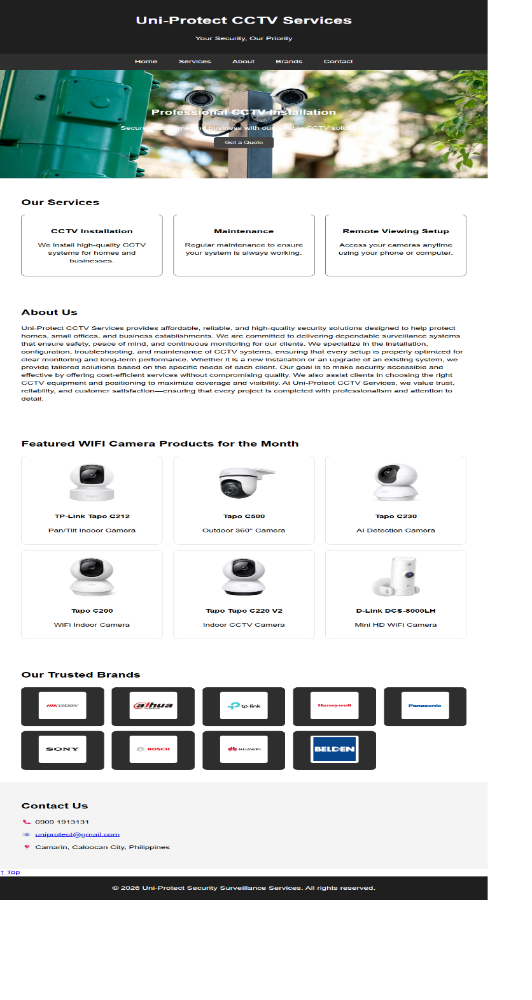 Uni-Protect CCTV Services
Your Security, Our Priority
Home Services About Brands Contact
Professional CCTV Installation
Secure your home and business with our reliable CCTV solutions
Get a Quote
Our Services
CCTV Installation
We install high-quality CCTV
systems for homes and
businesses.
Maintenance
Regular maintenance to ensure
your system is always working.
Remote Viewing Setup
Access your cameras anytime
using your phone or computer.
About Us
Uni-Protect CCTV Services provides affordable, reliable, and high-quality security solutions designed to help protect
homes, small offices, and business establishments. We are committed to delivering dependable surveillance systems
that ensure safety, peace of mind, and continuous monitoring for our clients. We specialize in the installation,
configuration, troubleshooting, and maintenance of CCTV systems, ensuring that every setup is properly optimized for
clear monitoring and long-term performance. Whether it is a new installation or an upgrade of an existing system, we
provide tailored solutions based on the specific needs of each client. Our goal is to make security accessible and
effective by offering cost-efficient services without compromising quality. We also assist clients in choosing the right
CCTV equipment and positioning to maximize coverage and visibility. At Uni-Protect CCTV Services, we value trust,
reliability, and customer satisfaction—ensuring that every project is completed with professionalism and attention to
detail.
Featured WIFI Camera Products for the Month
tapo
TP-Link Tapo C212
Pan/Tilt Indoor Camera
Tapo C500
Outdoor 360° Camera
Tapo C230
AI Detection Camera
tapo
Tapo C200
WiFi Indoor Camera
tapo
Tapo Tapo C220 V2
Indoor CCTV Camera
D-Link DCS-8000LH
Mini HD WiFi Camera
Our Trusted Brands
HIKVISION
alhua
TECHNOLOGY
tp-link
Honeywell
Panasonic
SONY
BOSCH
HUAWEI
BELDEN
Contact Us
0909 1913131
uniprotect@gmail.com
Camarin, Caloocan City, Philippines
↑ Top
© 2026 Uni-Protect Security Surveillance Services. All rights reserved.